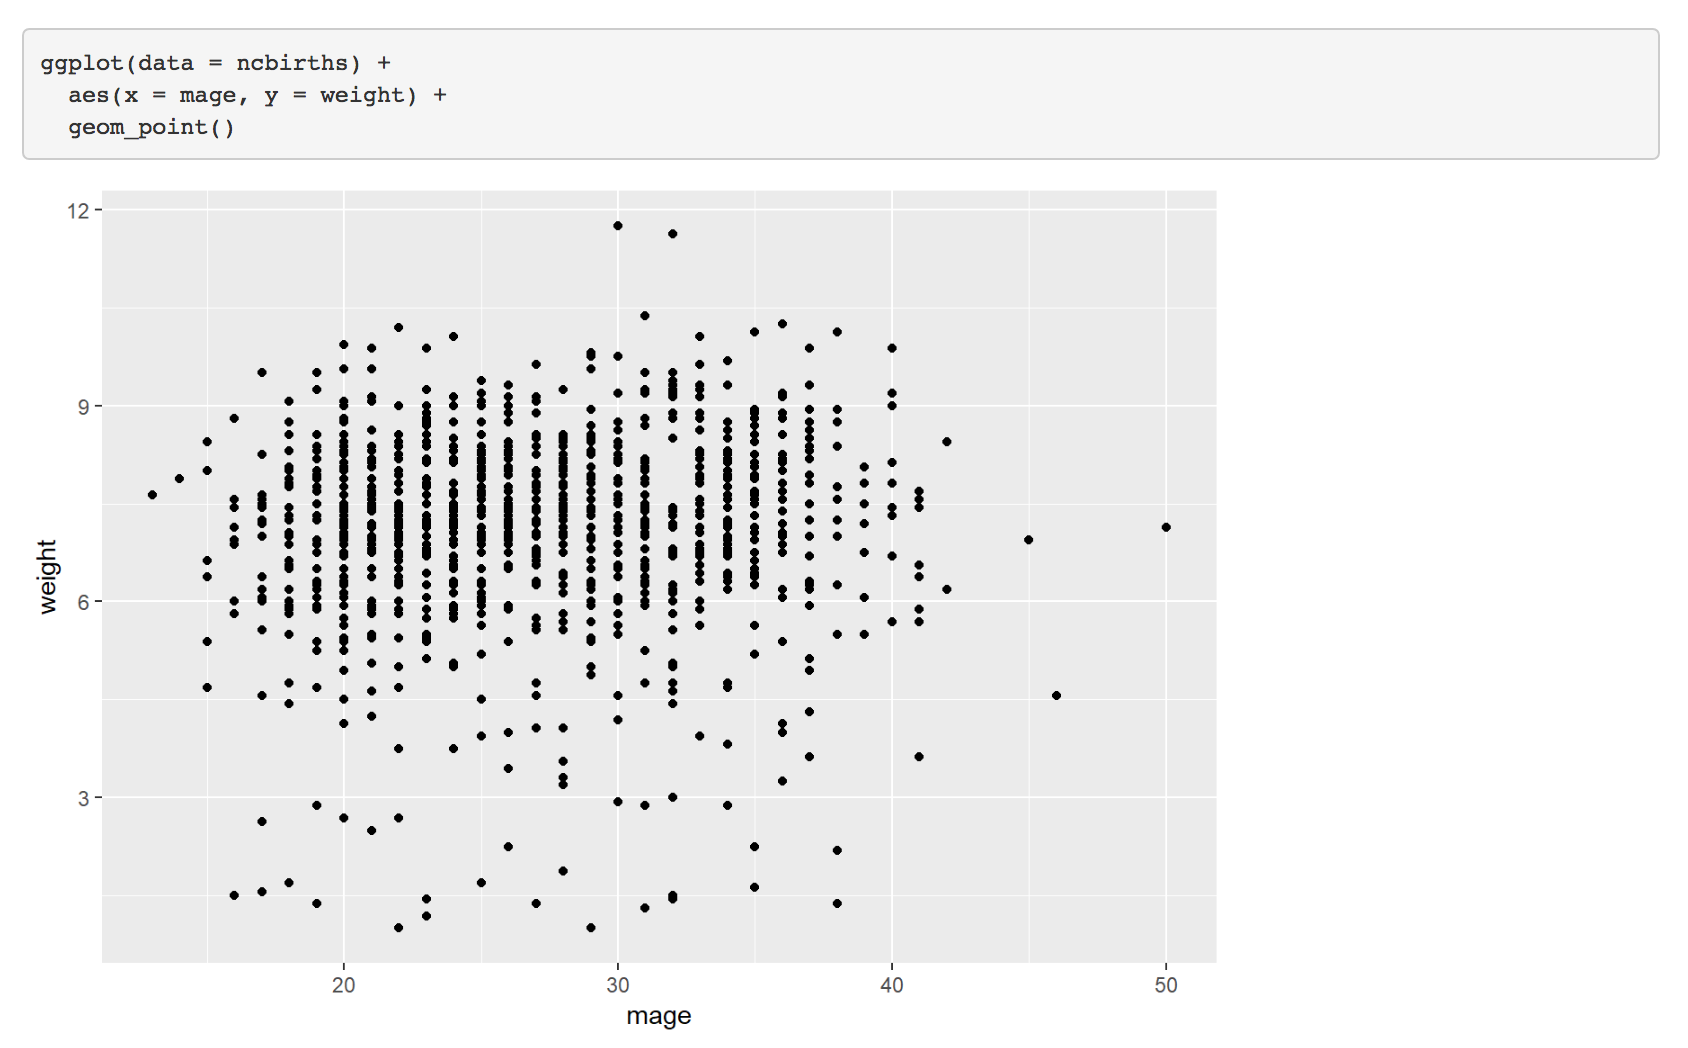 ggplot(data = ncbirths) +
  aes(x = mage, y = weight) +
  geom_point()
12
9
6
3
weight
20 30 40 50
mage